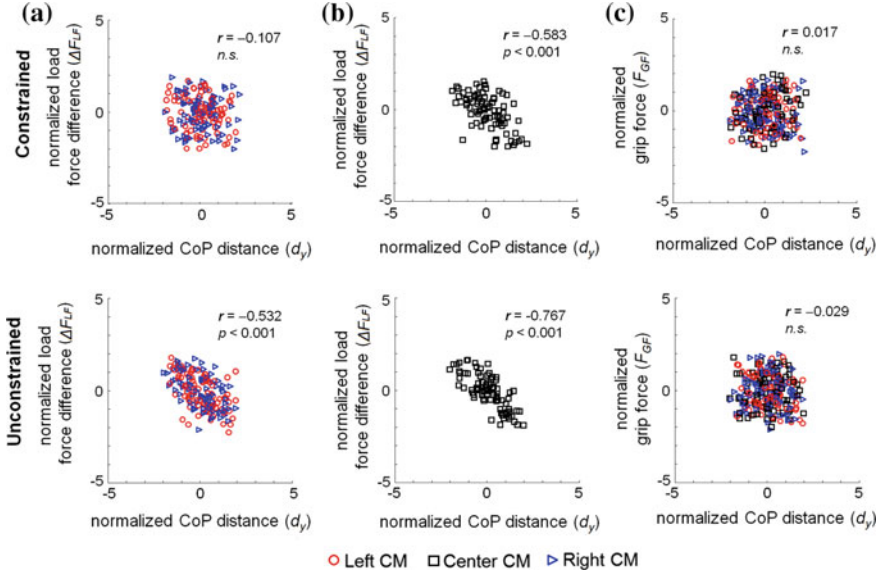 (a) (b) (c)
Constrained
normalized load
force difference (ΔF_LF)
5
0
-5
-5 0 5
r = –0.107
n.s.
normalized CoP distance (d_y)
normalized load
force difference (ΔF_LF)
5
0
-5
-5 0 5
r = –0.583
p < 0.001
normalized CoP distance (d_y)
normalized
grip force (F_GF)
5
0
-5
-5 0 5
r = 0.017
n.s.
normalized CoP distance (d_y)
Unconstrained
normalized load
force difference (ΔF_LF)
5
0
-5
-5 0 5
r = –0.532
p < 0.001
normalized CoP distance (d_y)
normalized load
force difference (ΔF_LF)
5
0
-5
-5 0 5
r = -0.767
p < 0.001
normalized CoP distance (d_y)
normalized
grip force (F_GF)
5
0
-5
-5 0 5
r = -0.029
n.s.
normalized CoP distance (d_y)
Left CM Center CM Right CM